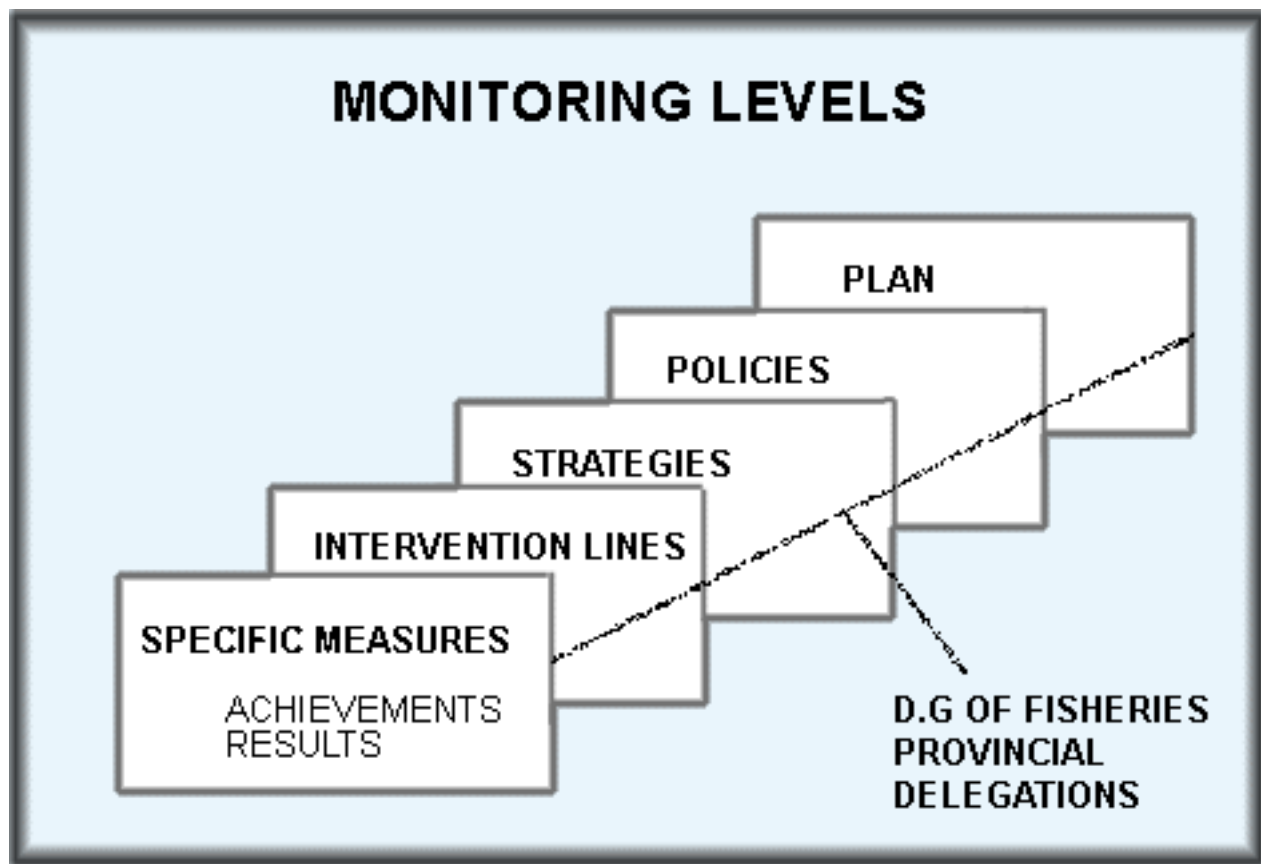 MONITORING LEVELS
PLAN
POLICIES
STRATEGIES
INTERVENTION LINES
SPECIFIC MEASURES
ACHIEVEMENTS
RESULTS
D.G OF FISHERIES
PROVINCIAL
DELEGATIONS